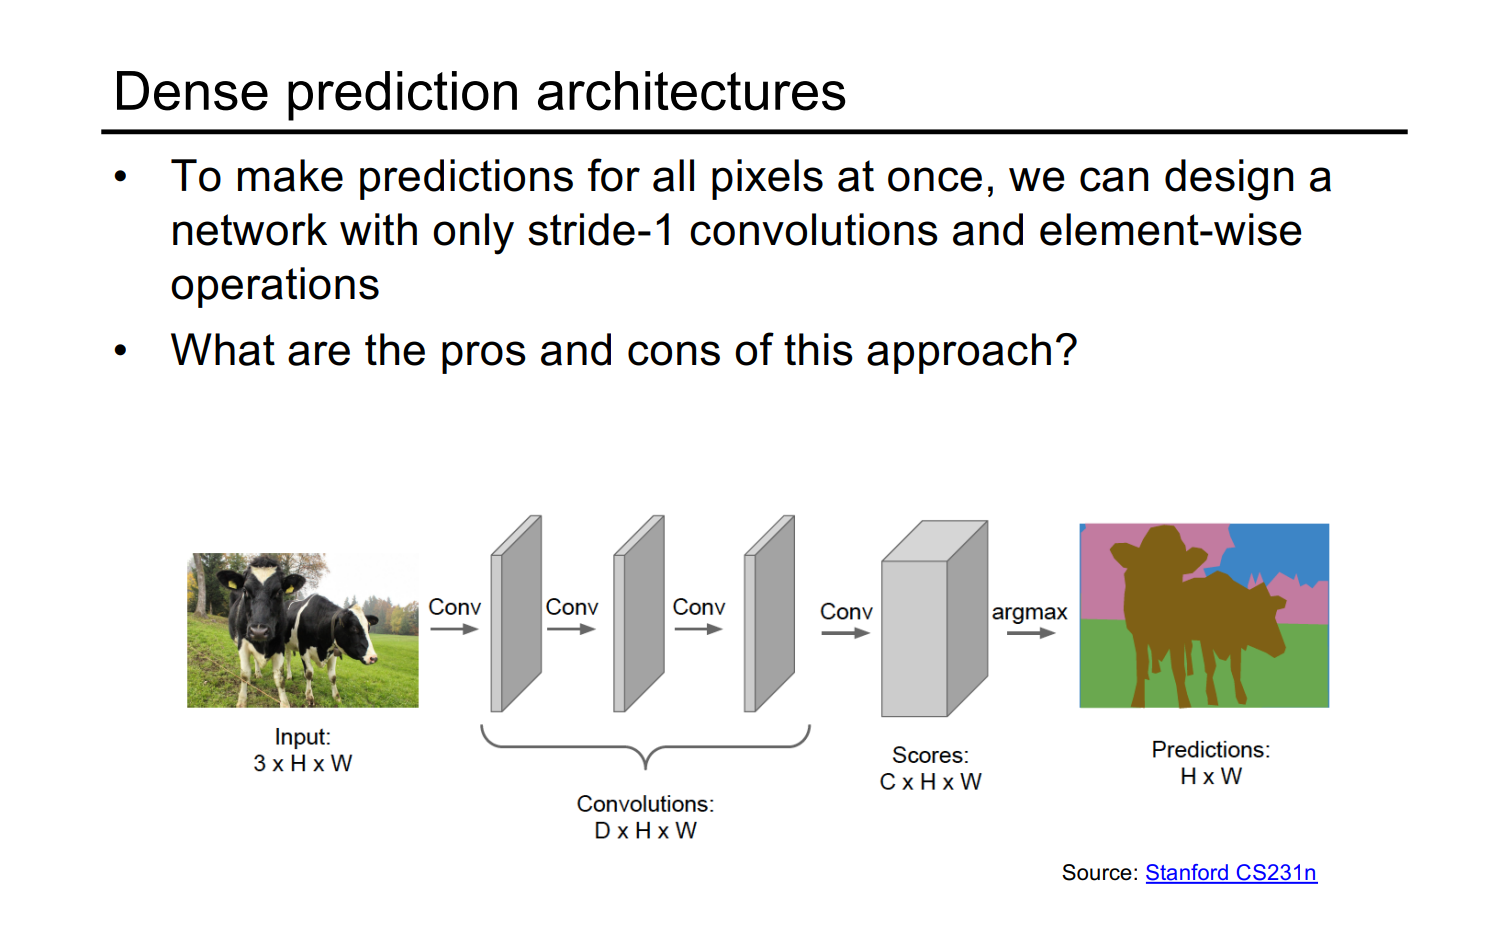 Dense prediction architectures
• To make predictions for all pixels at once, we can design a
network with only stride-1 convolutions and element-wise
operations
• What are the pros and cons of this approach?
Conv
Conv
Conv
Conv
argmax
Input:
3 x H x W
Convolutions:
D x H x W
Scores:
C x H x W
Predictions:
H x W
Source: Stanford CS231n